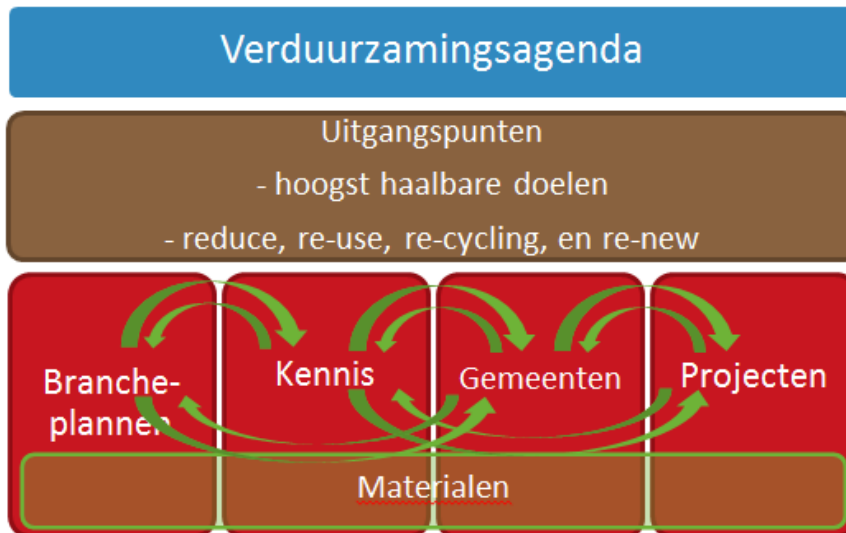 Verduurzamingsagenda
Uitgangspunten
- hoogst haalbare doelen
- reduce, re-use, re-cycling, en re-new
Branche-
plannen
Kennis
Gemeenten
Projecten
Materialen